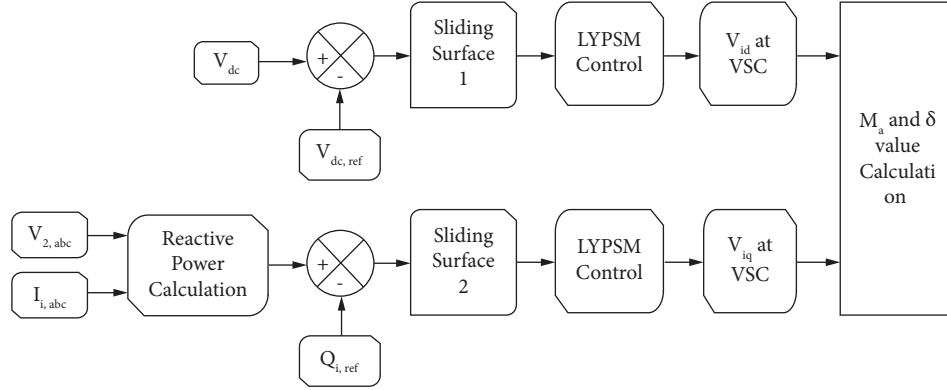 V_dc
+
-
V_dc, ref
Sliding
Surface
1
LYPSM
Control
V_id at
VSC
M_a and δ
value
Calculati
on
V_2, abc
I_i, abc
Reactive
Power
Calculation
+
-
Q_i, ref
Sliding
Surface
2
LYPSM
Control
V_iq at
VSC